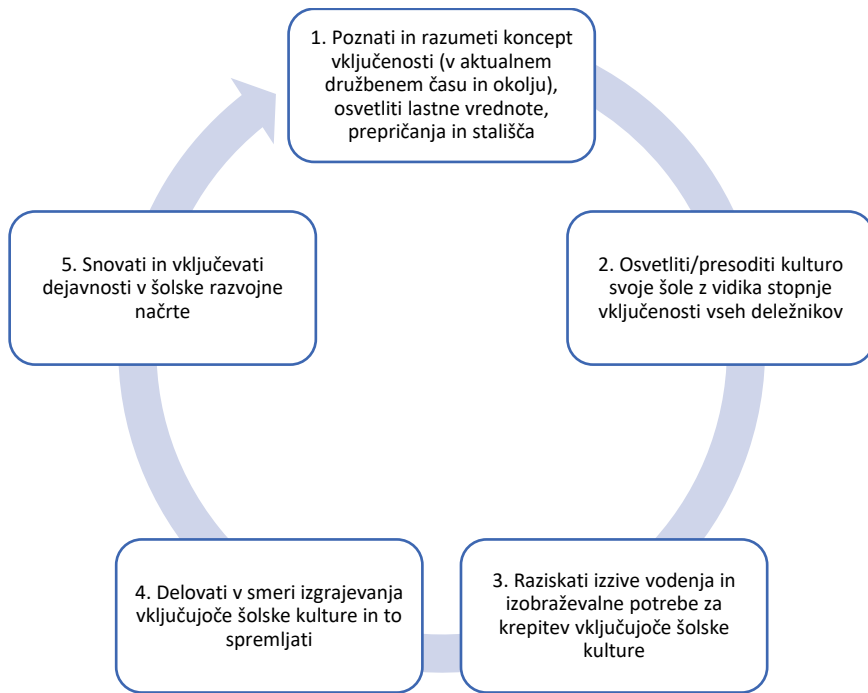 1. Poznati in razumeti koncept
vključenosti (v aktualnem
družbenem času in okolju),
osvetliti lastne vrednote,
prepričanja in stališča
2. Osvetliti/presoditi kulturo
svoje šole z vidika stopnje
vključenosti vseh deležnikov
3. Raziskati izzive vodenja in
izobraževalne potrebe za
krepitev vključujoče šolske
kulture
4. Delovati v smeri izgrajevanja
vključujoče šolske kulture in to
spremljati
5. Snovati in vključevati
dejavnosti v šolske razvojne
načrte